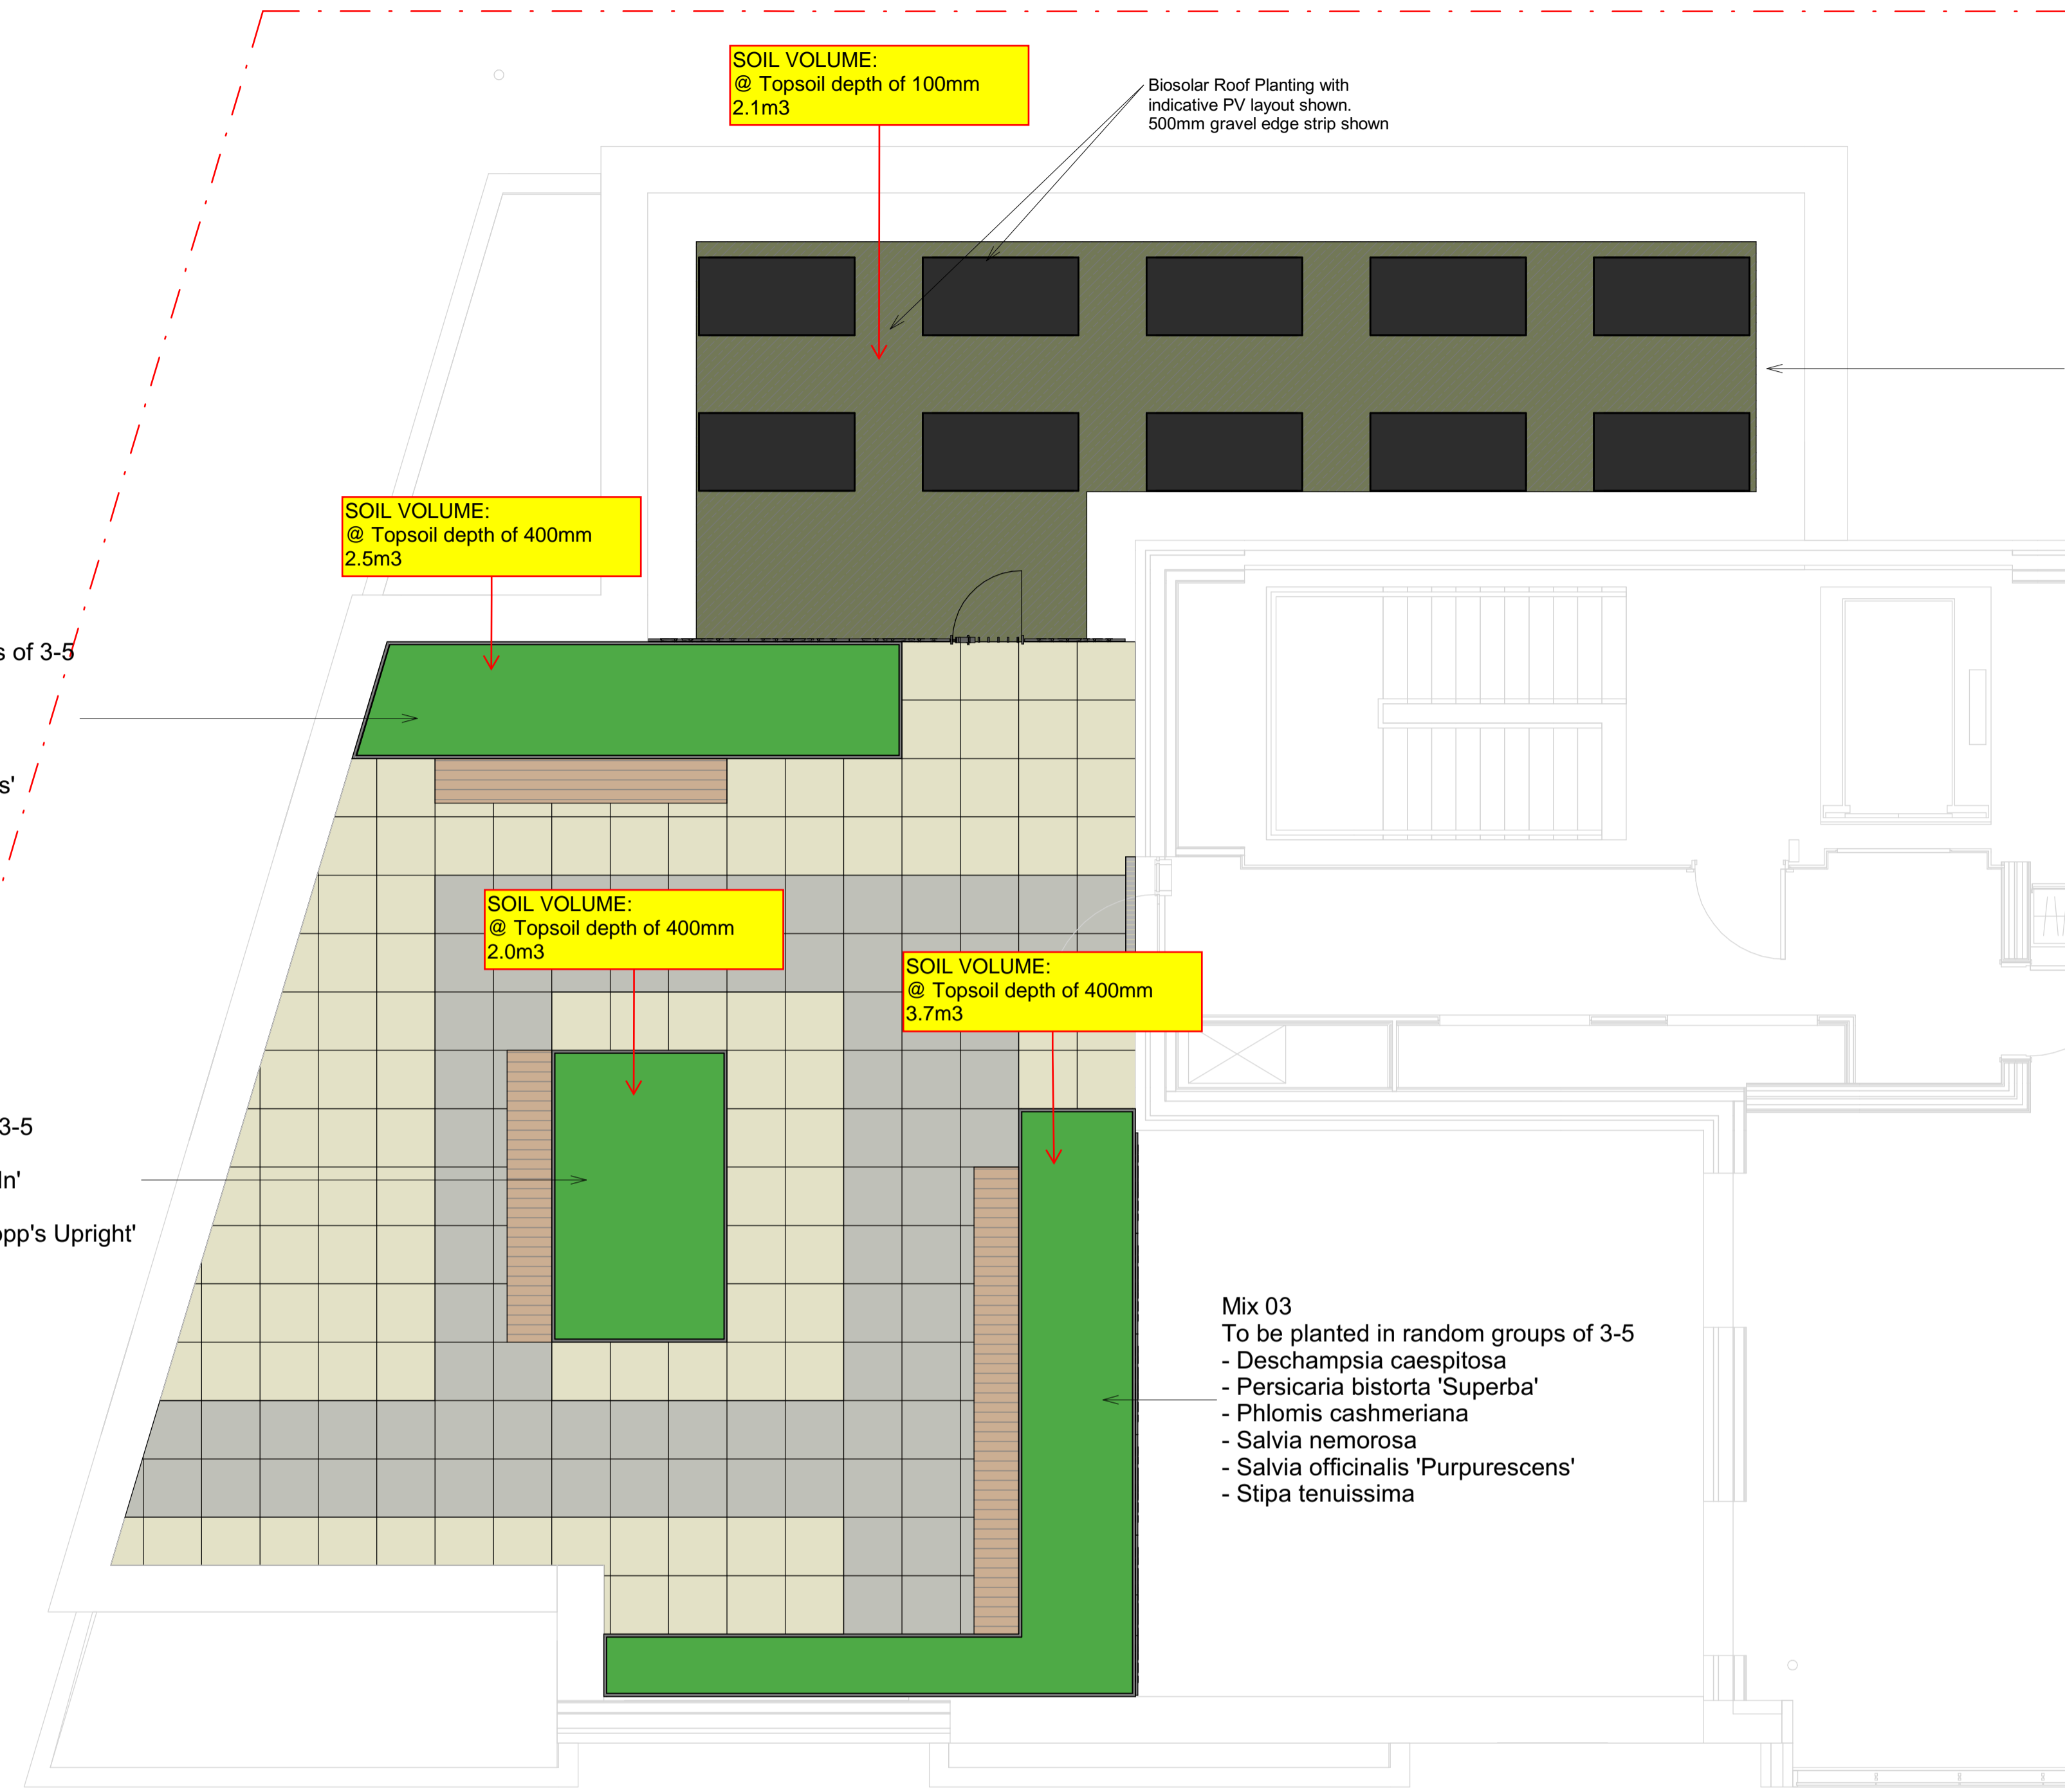 SOIL VOLUME:
@ Topsoil depth of 100mm
2.1m3
Biosolar Roof Planting with
indicative PV layout shown.
500mm gravel edge strip shown
SOIL VOLUME:
@ Topsoil depth of 400mm
2.5m3
s of 3-5
s'
SOIL VOLUME:
@ Topsoil depth of 400mm
2.0m3
SOIL VOLUME:
@ Topsoil depth of 400mm
3.7m3
3-5
ln'
opp's Upright'
Mix 03
To be planted in random groups of 3-5
- Deschampsia caespitosa
- Persicaria bistorta 'Superba'
- Phlomis cashmeriana
- Salvia nemorosa
- Salvia officinalis 'Purpurescens'
- Stipa tenuissima